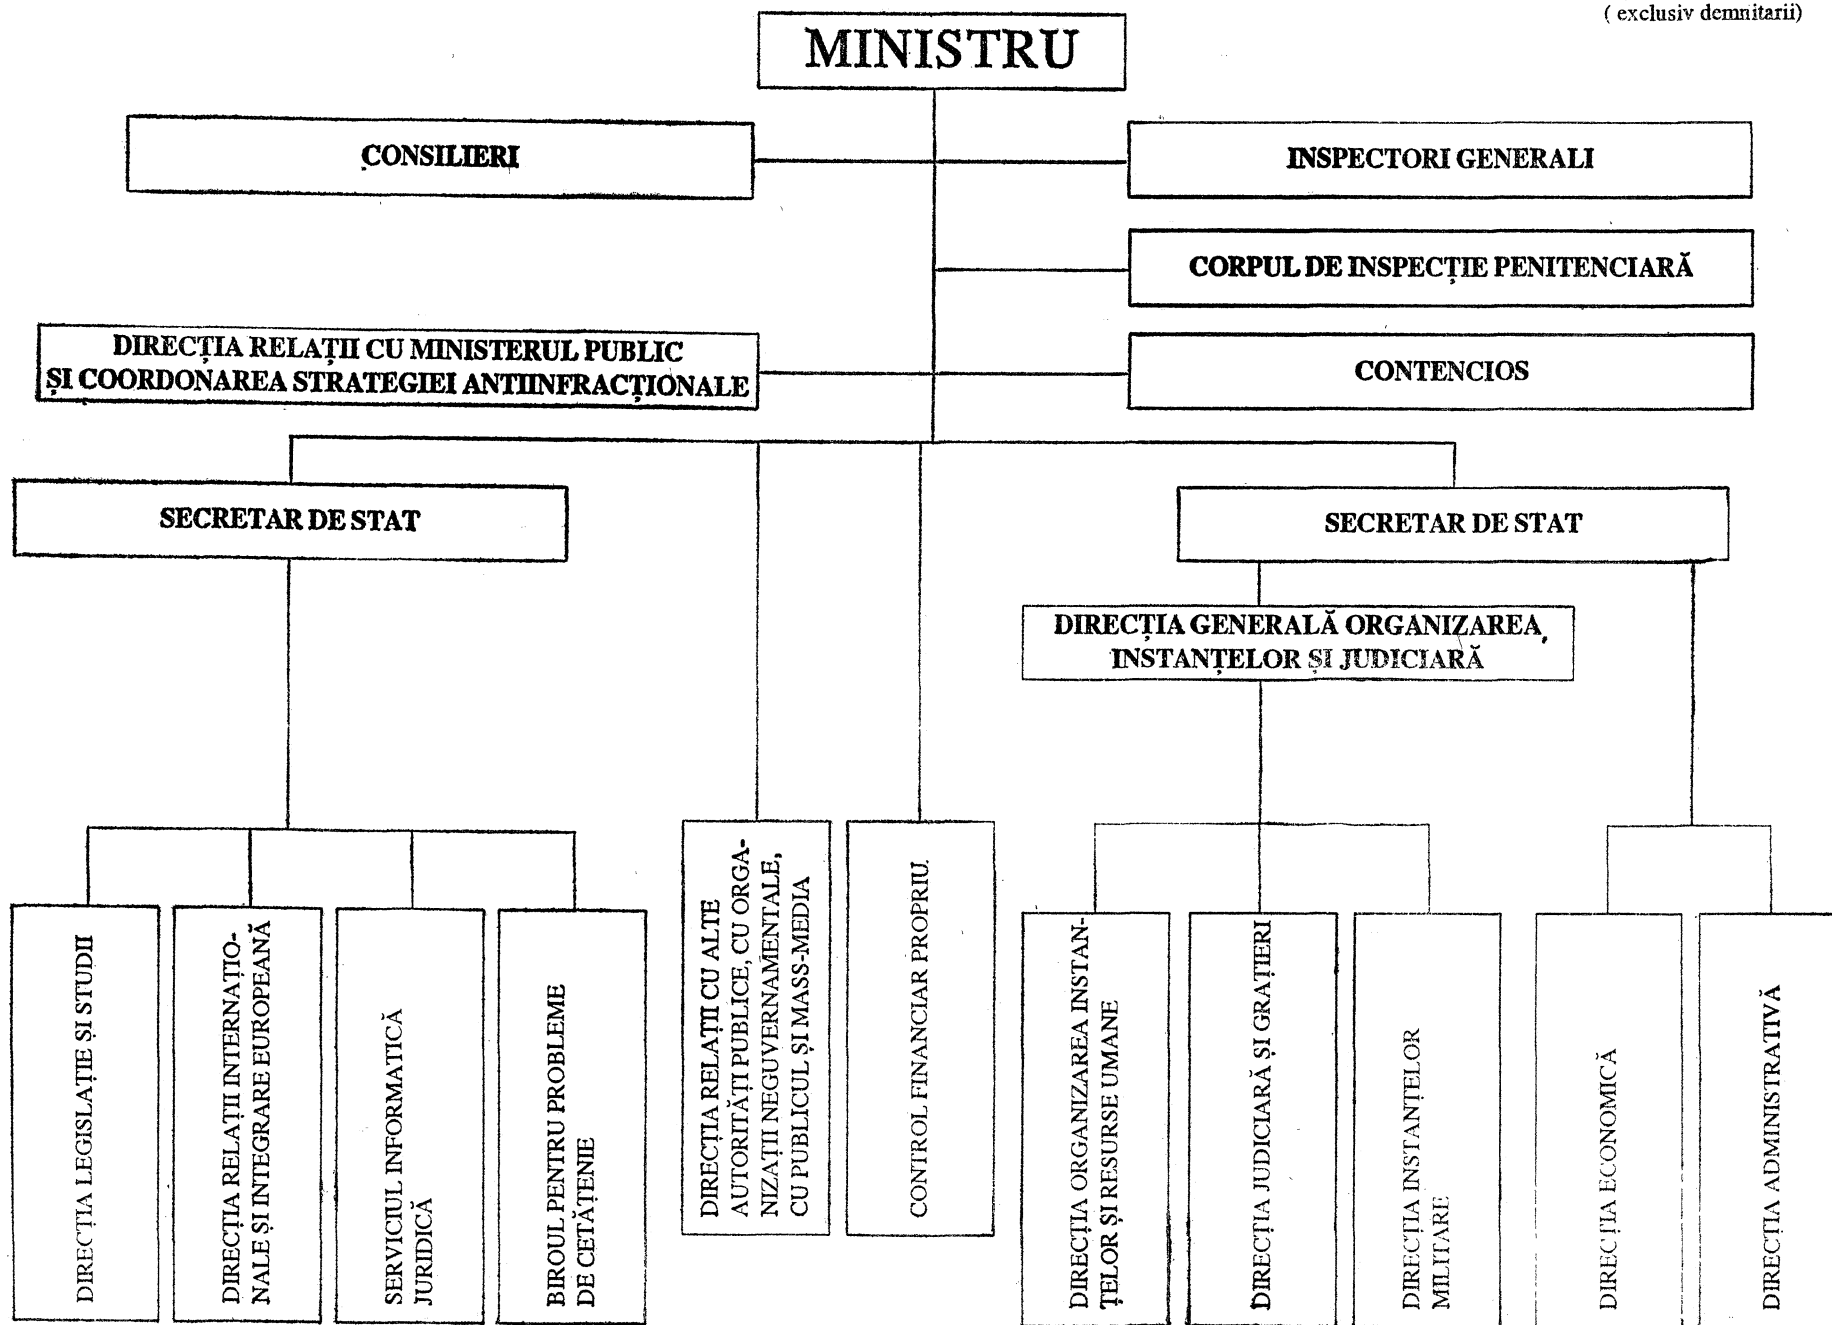 ( exclusiv demnitarii)
MINISTRU
CONSILIERI
INSPECTORI GENERALI
CORPUL DE INSPECȚIE PENITENCIARĂ
DIRECȚIA RELAȚII CU MINISTERUL PUBLIC
ȘI COORDONAREA STRATEGIEI ANTIINFRACȚIONALE
CONTENCIOS
SECRETAR DE STAT
SECRETAR DE STAT
DIRECȚIA GENERALĂ ORGANIZAREA,
INSTANȚELOR ȘI JUDICIARĂ
DIRECȚIA LEGISLAȚIE ȘI STUDII
DIRECȚIA RELAȚII INTERNAȚIO-
NALE ȘI INTEGRARE EUROPEANĂ
SERVICIUL INFORMATICĂ
JURIDICĂ
BIROUL PENTRU PROBLEME
DE CETĂȚENIE
DIRECȚIA RELAȚII CU ALTE
AUTORITĂȚI PUBLICE, CU ORGA-
NIZAȚII NEGUVERNAMENTALE,
CU PUBLICUL ȘI MASS-MEDIA
CONTROL FINANCIAR PROPRIU.
DIRECȚIA ORGANIZAREA INSTAN-
ȚELOR ȘI RESURSE UMANE
DIRECȚIA JUDICIARĂ ȘI GRAȚIERI
DIRECȚIA INSTANȚELOR
MILITARE
DIRECȚIA ECONOMICĂ
DIRECȚIA ADMINISTRATIVĂ